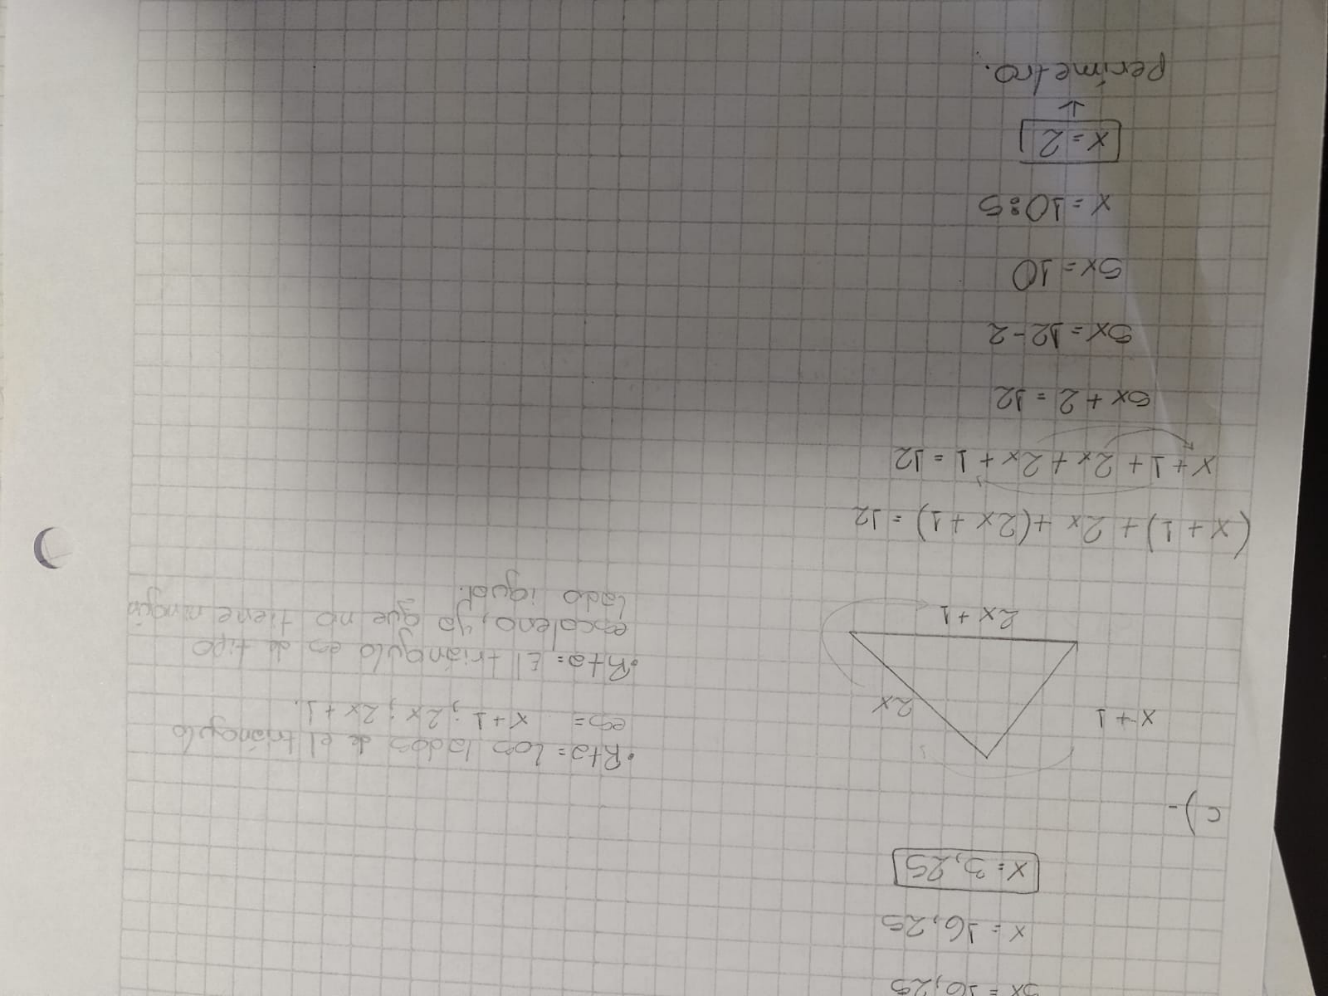 5x = 16,25
x = 16,25
x = 3,25
c)-
x+1
2x
2x+1
•Rta= Los lados de el triángulo
es= x+1 ; 2x ; 2x+1.
•Rta= El triángulo es de tipo
escaleno, ya que no tiene ningún
lado igual.
(x+1)+2x+(2x+1)=12
x+1+2x+2x+1=12
5x+2=12
5x=12-2
5x=10
x=10:5
x=2
↓
perímetro.